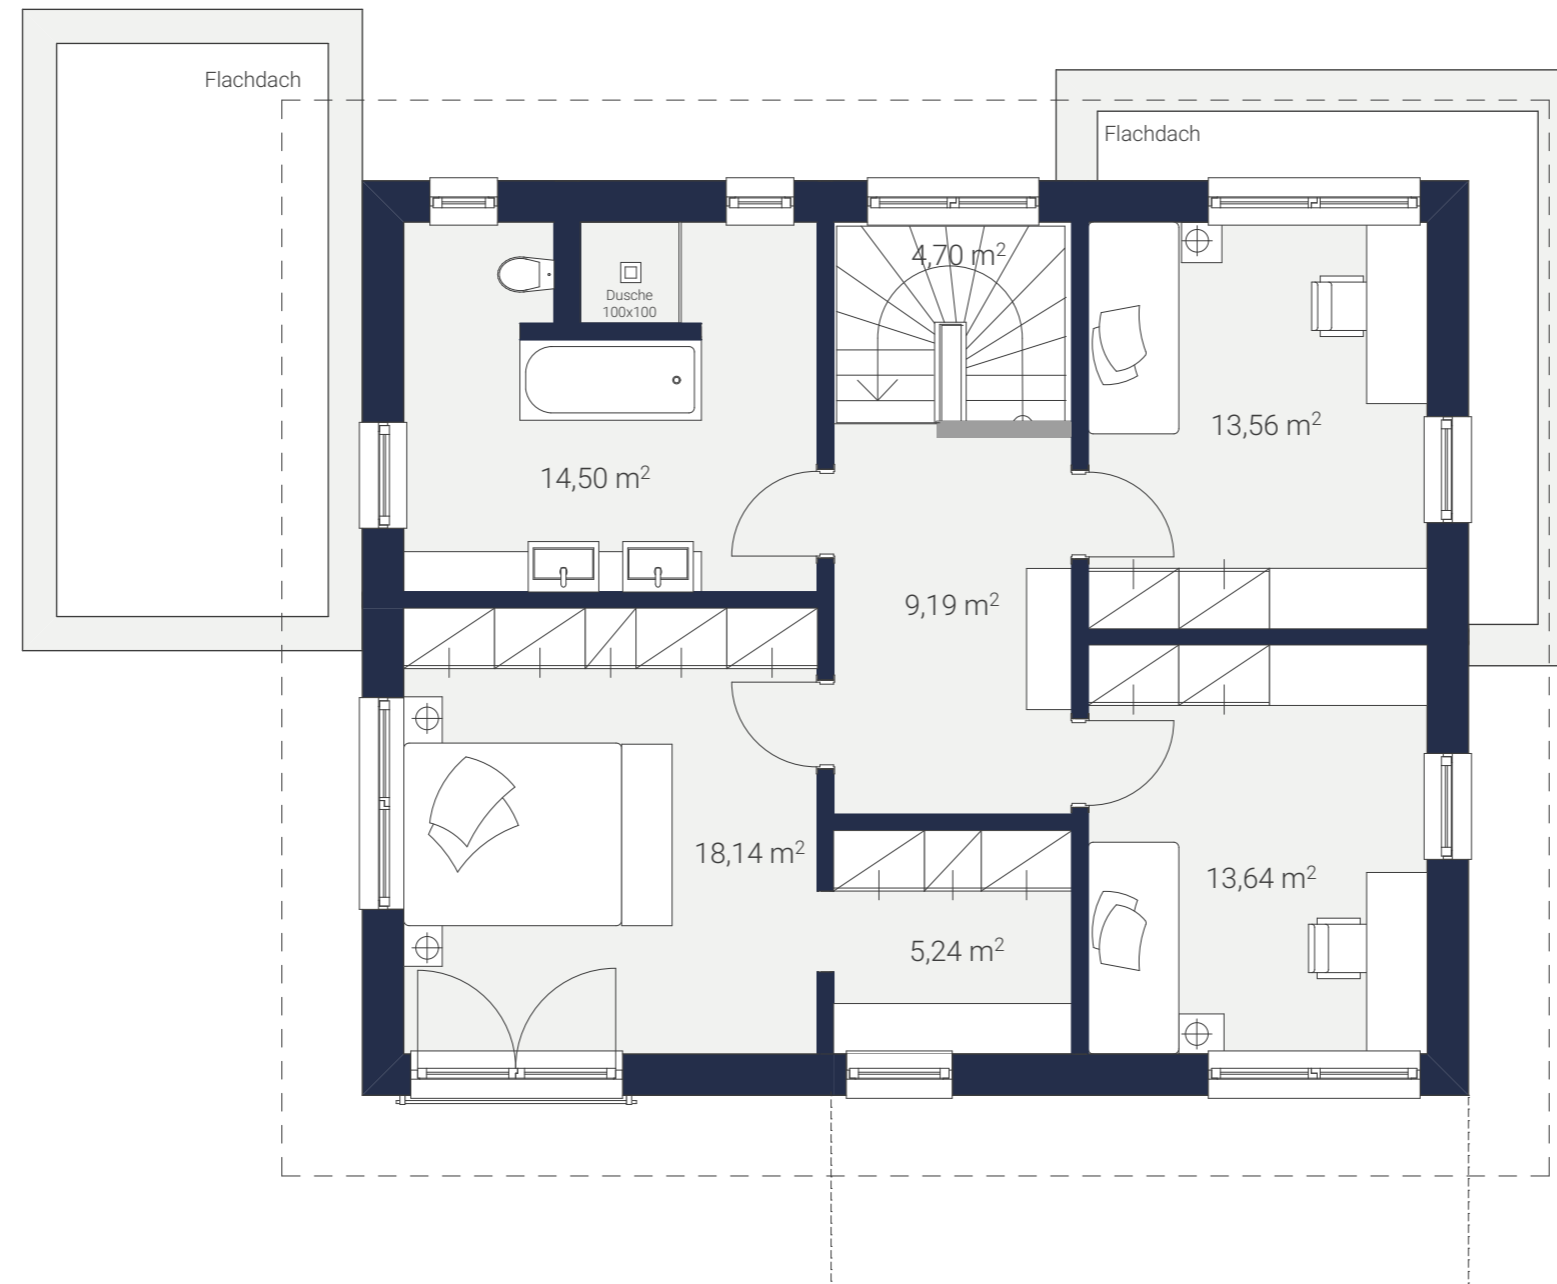 Flachdach
Flachdach
4,70 m²
Dusche
100x100
13,56 m²
14,50 m²
9,19 m²
18,14 m²
13,64 m²
5,24 m²